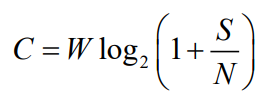 C = W log₂ (1 + S/N)